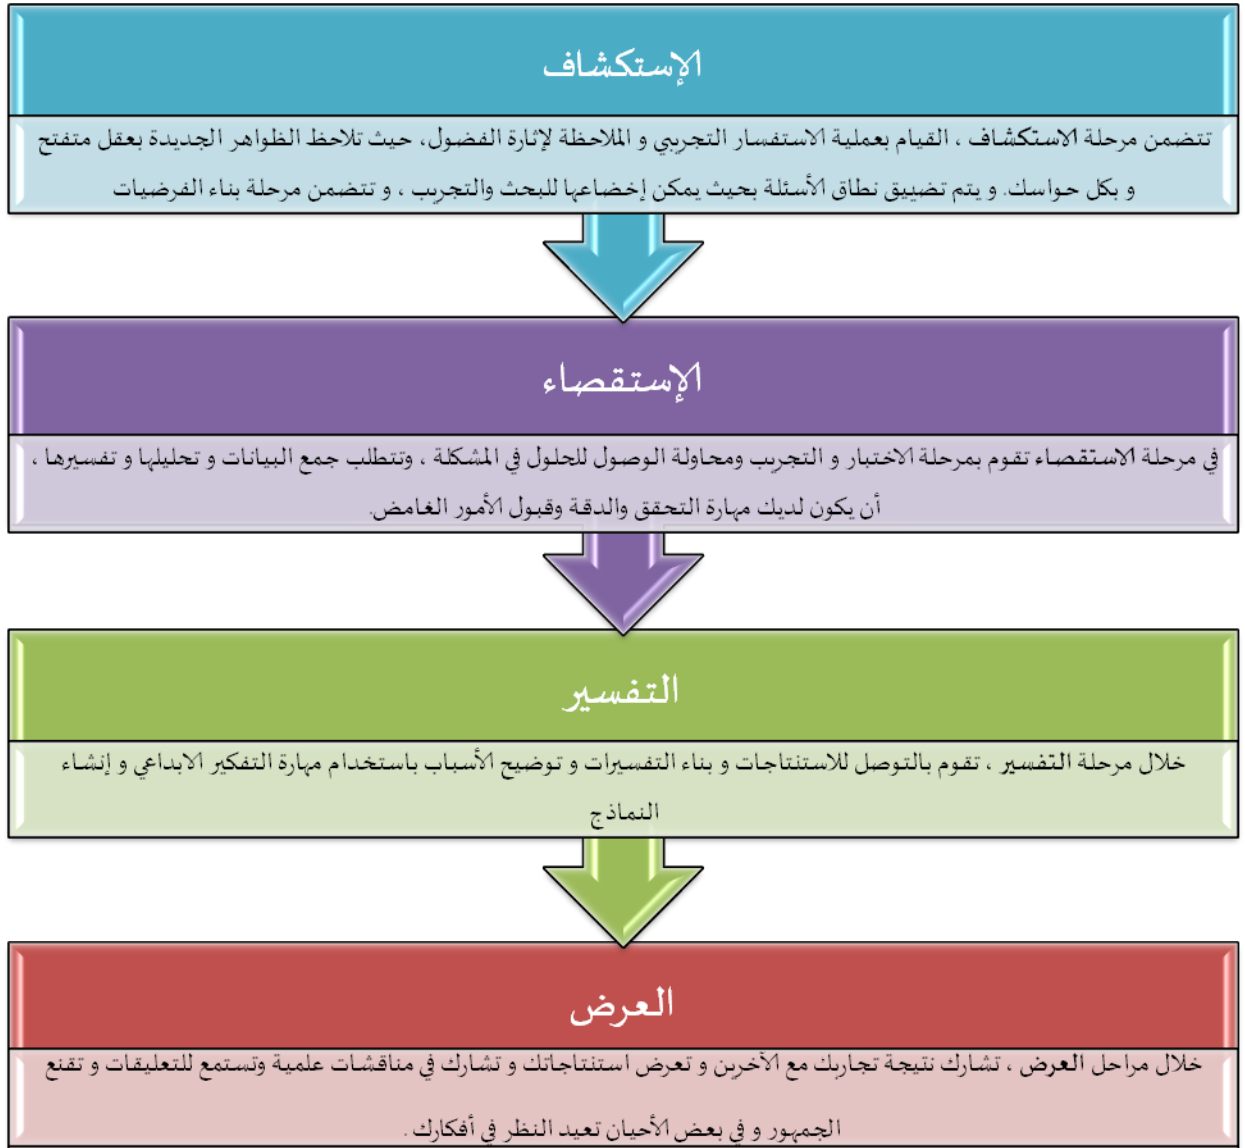 الإستكشاف
تتضمن مرحلة الاستكشاف ، القيام بعملية الاستفسار التجريبي و الملاحظة لإثارة الفضول، حيث تلاحظ الظواهر الجديدة بعقل متفتح
و بكل حواسك. و يتم تضييق نطاق الأسئلة بحيث يمكن إخضاعها للبحث والتجريب ، و تتضمن مرحلة بناء الفرضيات
الإستقصاء
في مرحلة الاستقصاء تقوم بمرحلة الاختبار و التجريب ومحاولة الوصول للحلول في المشكلة ، وتتطلب جمع البيانات و تحليلها و تفسيرها ،
أن يكون لديك مهارة التحقق والدقة وقبول الأمور الغامض.
التفسير
خلال مرحلة التفسير ، تقوم بالتوصل للاستنتاجات و بناء التفسيرات و توضيح الأسباب باستخدام مهارة التفكير الابداعي و إنشاء
النماذج
العرض
خلال مراحل العرض ، تشارك نتيجة تجاربك مع الآخرين و تعرض استنتاجاتك و تشارك في مناقشات علمية وتستمع للتعليقات و تقنع
الجمهور و في بعض الأحيان تعيد النظر في أفكارك .